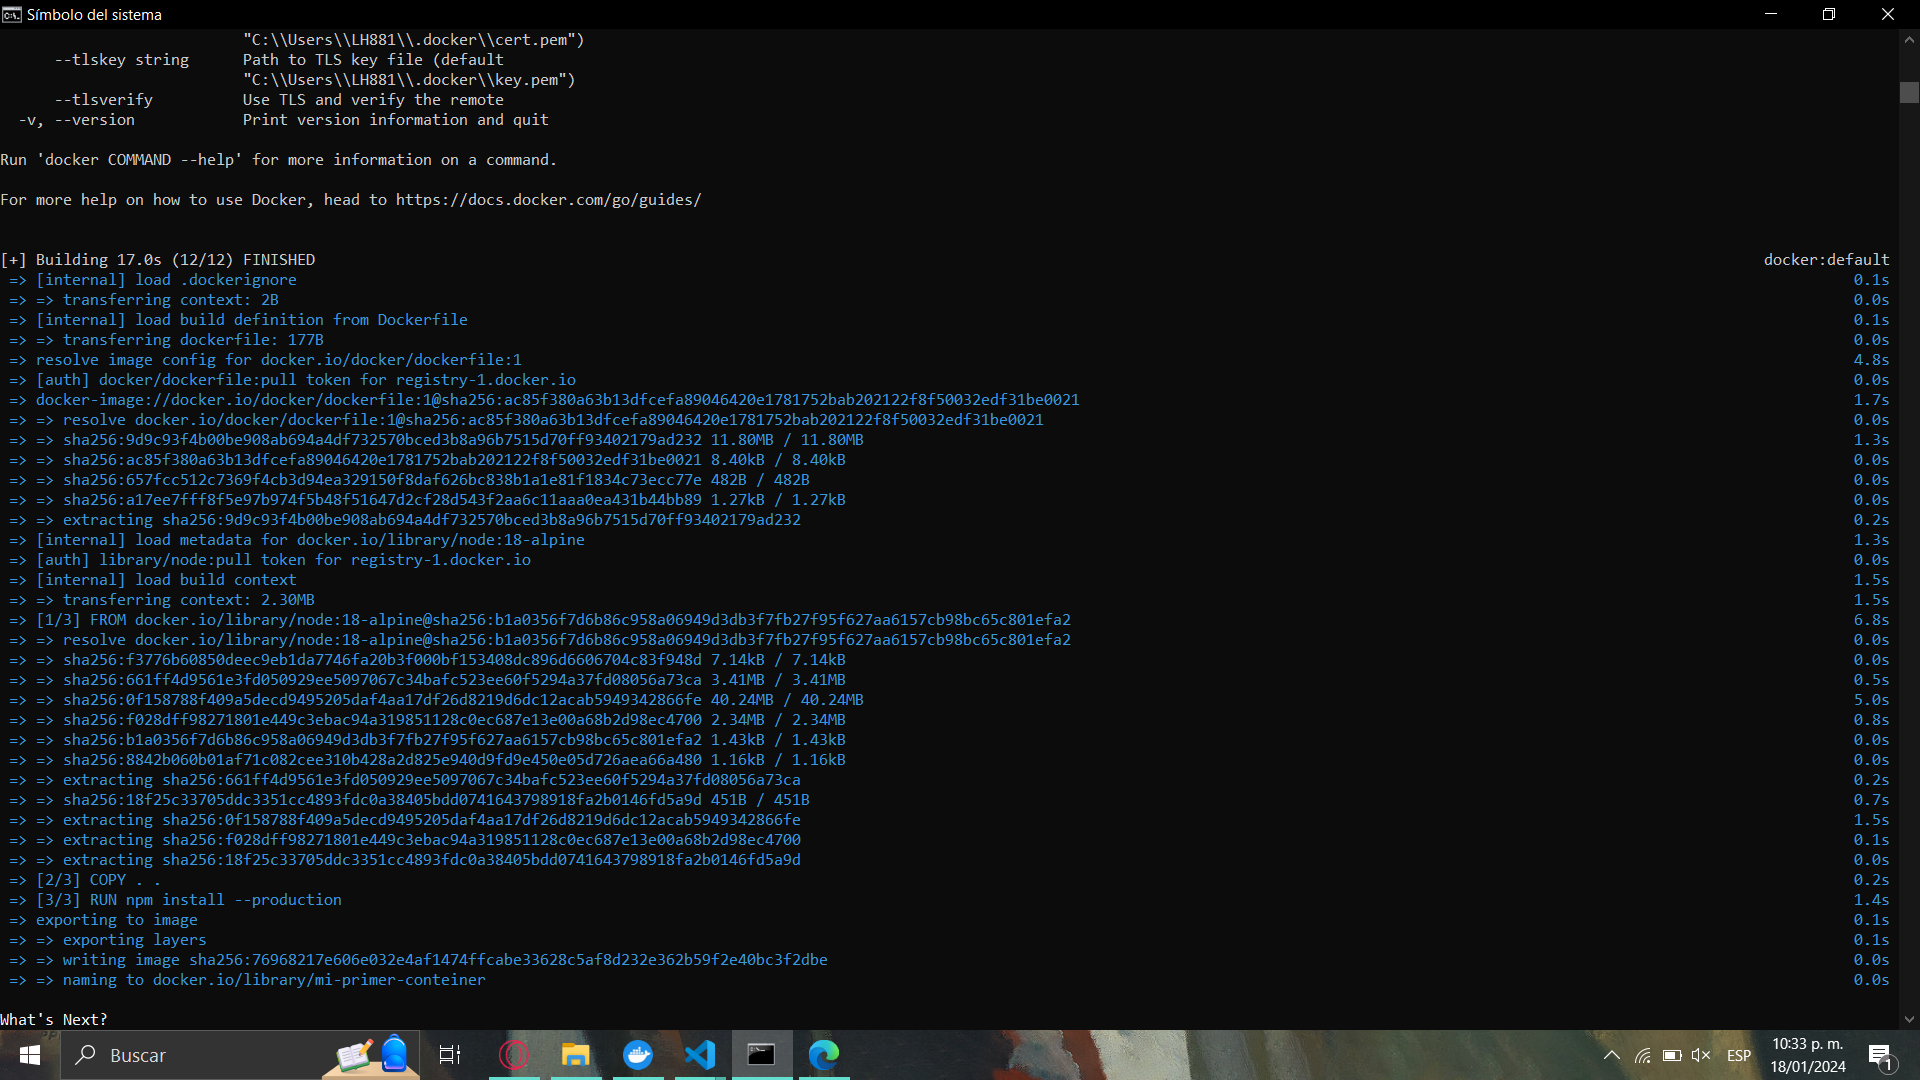 Símbolo del sistema
"C:\\Users\\LH881\\.docker\\cert.pem")
--tlskey string Path to TLS key file (default
"C:\\Users\\LH881\\.docker\\key.pem")
--tlsverify Use TLS and verify the remote
-v, --version Print version information and quit
Run 'docker COMMAND --help' for more information on a command.
For more help on how to use Docker, head to https://docs.docker.com/go/guides/
[+] Building 17.0s (12/12) FINISHED docker:default
=> [internal] load .dockerignore 0.1s
=> => transferring context: 2B 0.0s
=> [internal] load build definition from Dockerfile 0.1s
=> => transferring dockerfile: 177B 0.0s
=> resolve image config for docker.io/docker/dockerfile:1 4.8s
=> [auth] docker/dockerfile:pull token for registry-1.docker.io 0.0s
=> docker-image://docker.io/docker/dockerfile:1@sha256:ac85f380a63b13dfcefa89046420e1781752bab202122f8f50032edf31be0021 1.7s
=> => resolve docker.io/docker/dockerfile:1@sha256:ac85f380a63b13dfcefa89046420e1781752bab202122f8f50032edf31be0021 0.0s
=> => sha256:9d9c93f4b00be908ab694a4df732570bced3b8a96b7515d70ff93402179ad232 11.80MB / 11.80MB 1.3s
=> => sha256:ac85f380a63b13dfcefa89046420e1781752bab202122f8f50032edf31be0021 8.40kB / 8.40kB 0.0s
=> => sha256:657fcc512c7369f4cb3d94ea329150f8daf626bc838b1a1e81f1834c73ecc77e 482B / 482B 0.0s
=> => sha256:a17ee7fff8f5e97b974f5b48f51647d2cf28d543f2aa6c11aaa0ea431b44bb89 1.27kB / 1.27kB 0.0s
=> => extracting sha256:9d9c93f4b00be908ab694a4df732570bced3b8a96b7515d70ff93402179ad232 0.2s
=> [internal] load metadata for docker.io/library/node:18-alpine 1.3s
=> [auth] library/node:pull token for registry-1.docker.io 0.0s
=> [internal] load build context 1.5s
=> => transferring context: 2.30MB 1.5s
=> [1/3] FROM docker.io/library/node:18-alpine@sha256:b1a0356f7d6b86c958a06949d3db3f7fb27f95f627aa6157cb98bc65c801efa2 6.8s
=> => resolve docker.io/library/node:18-alpine@sha256:b1a0356f7d6b86c958a06949d3db3f7fb27f95f627aa6157cb98bc65c801efa2 0.0s
=> => sha256:f3776b60850deec9eb1da7746fa20b3f000bf153408dc896d6606704c83f948d 7.14kB / 7.14kB 0.0s
=> => sha256:661ff4d9561e3fd050929ee5097067c34bafc523ee60f5294a37fd08056a73ca 3.41MB / 3.41MB 0.5s
=> => sha256:0f158788f409a5decd9495205daf4aa17df26d8219d6dc12acab5949342866fe 40.24MB / 40.24MB 5.0s
=> => sha256:f028dff98271801e449c3ebac94a319851128c0ec687e13e00a68b2d98ec4700 2.34MB / 2.34MB 0.8s
=> => sha256:b1a0356f7d6b86c958a06949d3db3f7fb27f95f627aa6157cb98bc65c801efa2 1.43kB / 1.43kB 0.0s
=> => sha256:8842b060b01af71c082cee310b428a2d825e940d9fd9e450e05d726aea66a480 1.16kB / 1.16kB 0.0s
=> => extracting sha256:661ff4d9561e3fd050929ee5097067c34bafc523ee60f5294a37fd08056a73ca 0.2s
=> => sha256:18f25c33705ddc3351cc4893fdc0a38405bdd0741643798918fa2b0146fd5a9d 451B / 451B 0.7s
=> => extracting sha256:0f158788f409a5decd9495205daf4aa17df26d8219d6dc12acab5949342866fe 1.5s
=> => extracting sha256:f028dff98271801e449c3ebac94a319851128c0ec687e13e00a68b2d98ec4700 0.1s
=> => extracting sha256:18f25c33705ddc3351cc4893fdc0a38405bdd0741643798918fa2b0146fd5a9d 0.0s
=> [2/3] COPY . . 0.2s
=> [3/3] RUN npm install --production 1.4s
=> exporting to image 0.1s
=> => exporting layers 0.1s
=> => writing image sha256:76968217e606e032e4af1474ffcabe33628c5af8d232e362b59f2e40bc3f2dbe 0.0s
=> => naming to docker.io/library/mi-primer-conteiner 0.0s
What's Next?
Buscar
ESP
10:33 p. m.
18/01/2024
1